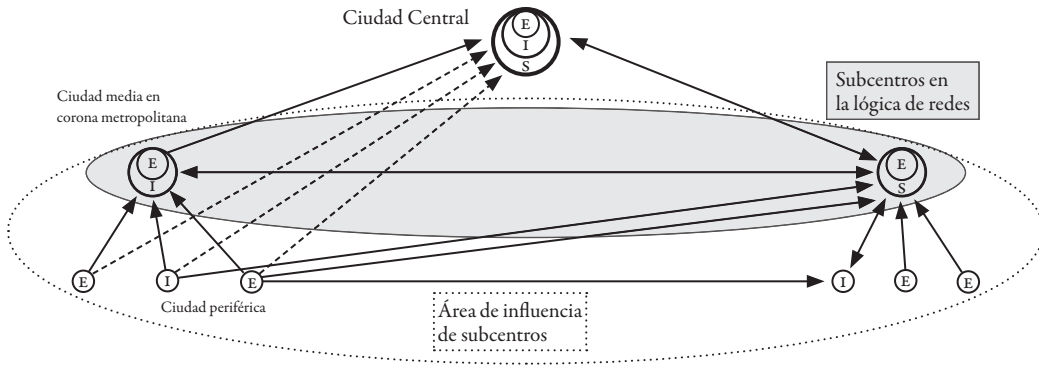 Ciudad Central
E
I
S
Ciudad media en
corona metropolitana
Subcentros en
la lógica de redes
E
I
E
S
E
I
E
I
E
E
Ciudad periférica
Área de influencia
de subcentros